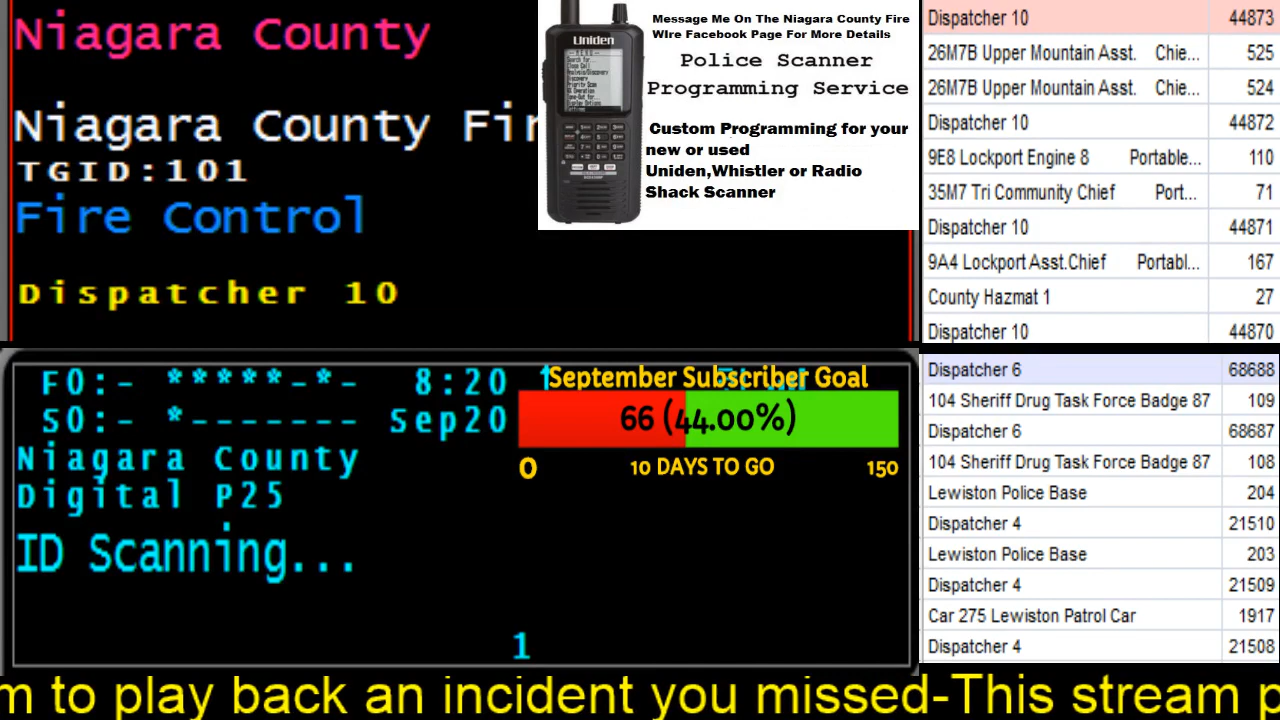 Niagara County
Niagara County Fir
TGID:101
Fire Control
Dispatcher 10
Uniden
Message Me On The Niagara County Fire
WIre Facebook Page For More Details
Police Scanner
Programming Service
Custom Programming for your
new or used
Uniden,Whistler or Radio
Shack Scanner
Dispatcher 10 44873
26M7B Upper Mountain Asst. Chie... 525
26M7B Upper Mountain Asst. Chie... 524
Dispatcher 10 44872
9E8 Lockport Engine 8 Portable... 110
35M7 Tri Community Chief Port... 71
Dispatcher 10 44871
9A4 Lockport Asst.Chief Portabl... 167
County Hazmat 1 27
Dispatcher 10 44870
F0:- *****-*- 8:20
S0:- *------- Sep20
Niagara County
Digital P25
ID Scanning...
1
September Subscriber Goal
66 (44.00%)
0 10 DAYS TO GO 150
Dispatcher 6 68688
104 Sheriff Drug Task Force Badge 87 109
Dispatcher 6 68687
104 Sheriff Drug Task Force Badge 87 108
Lewiston Police Base 204
Dispatcher 4 21510
Lewiston Police Base 203
Dispatcher 4 21509
Car 275 Lewiston Patrol Car 1917
Dispatcher 4 21508
m to play back an incident you missed-This stream p